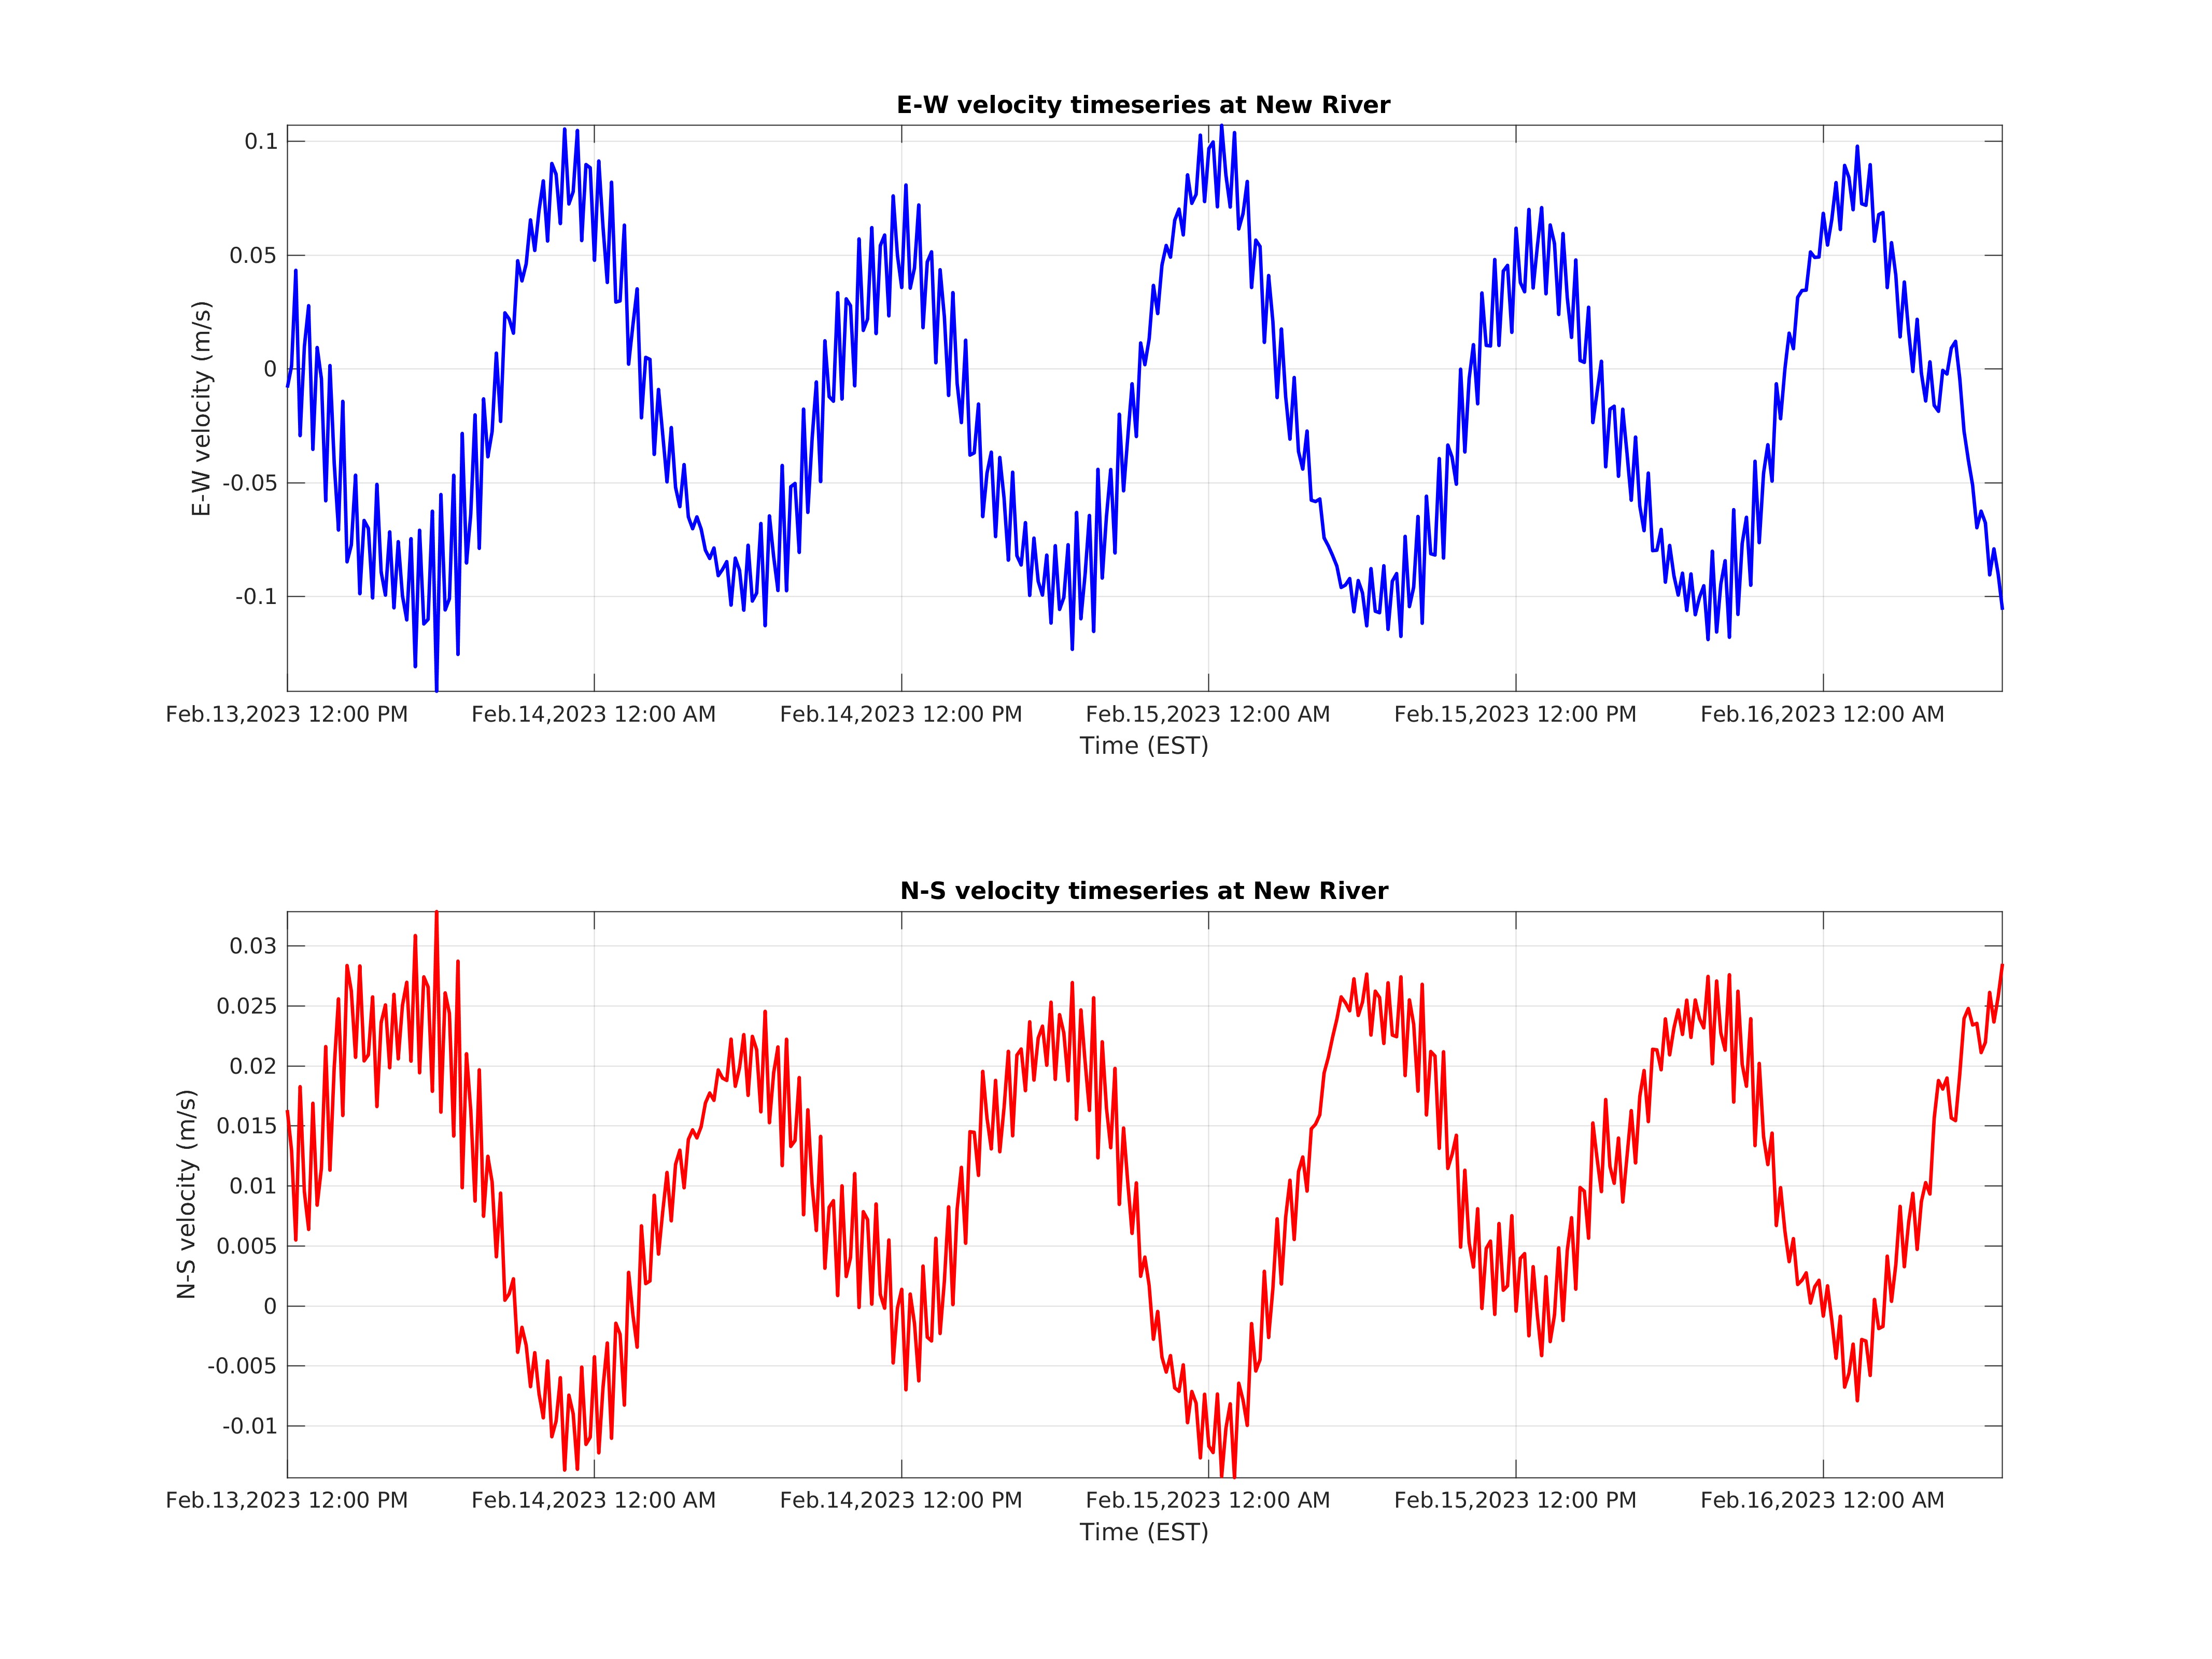 E-W velocity timeseries at New River
0.1
0.05
0
-0.05
-0.1
E-W velocity (m/s)
Feb.13,2023 12:00 PM Feb.14,2023 12:00 AM Feb.14,2023 12:00 PM Feb.15,2023 12:00 AM Feb.15,2023 12:00 PM Feb.16,2023 12:00 AM
Time (EST)
N-S velocity timeseries at New River
0.03
0.025
0.02
0.015
0.01
0.005
0
-0.005
-0.01
N-S velocity (m/s)
Feb.13,2023 12:00 PM Feb.14,2023 12:00 AM Feb.14,2023 12:00 PM Feb.15,2023 12:00 AM Feb.15,2023 12:00 PM Feb.16,2023 12:00 AM
Time (EST)